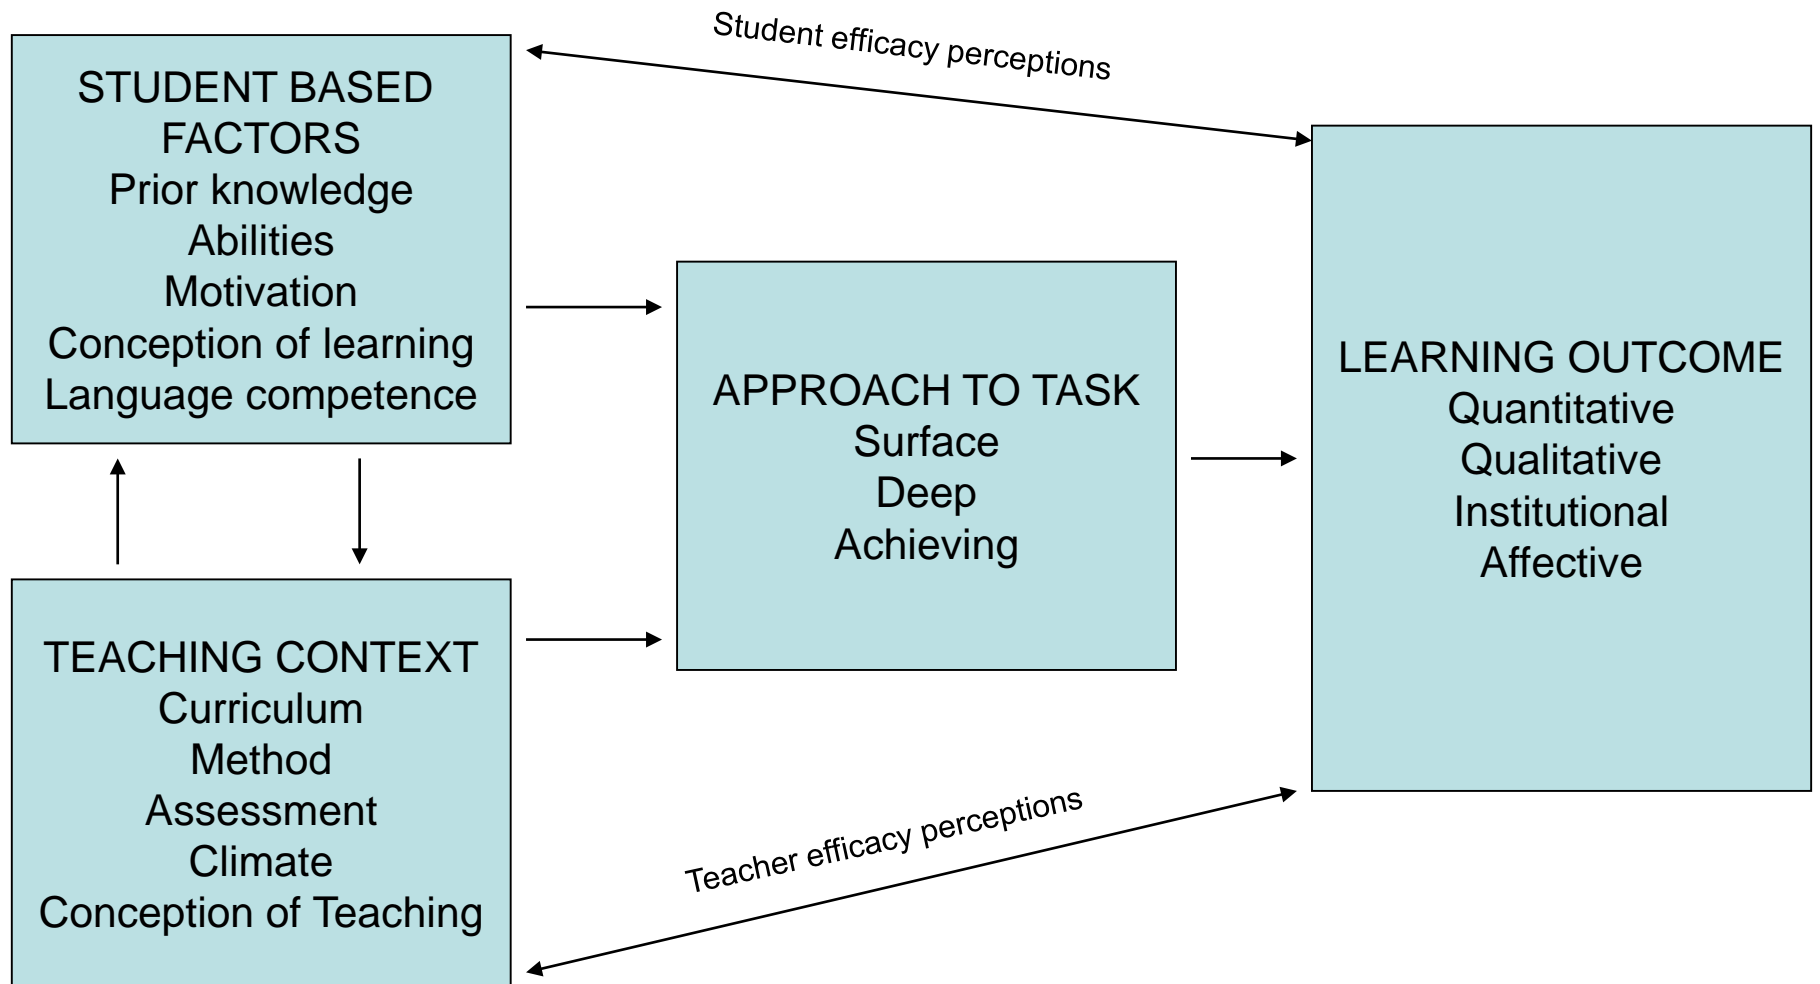 Student efficacy perceptions
STUDENT BASED
FACTORS
Prior knowledge
Abilities
Motivation
Conception of learning
Language competence
APPROACH TO TASK
Surface
Deep
Achieving
LEARNING OUTCOME
Quantitative
Qualitative
Institutional
Affective
TEACHING CONTEXT
Curriculum
Method
Assessment
Climate
Conception of Teaching
Teacher efficacy perceptions